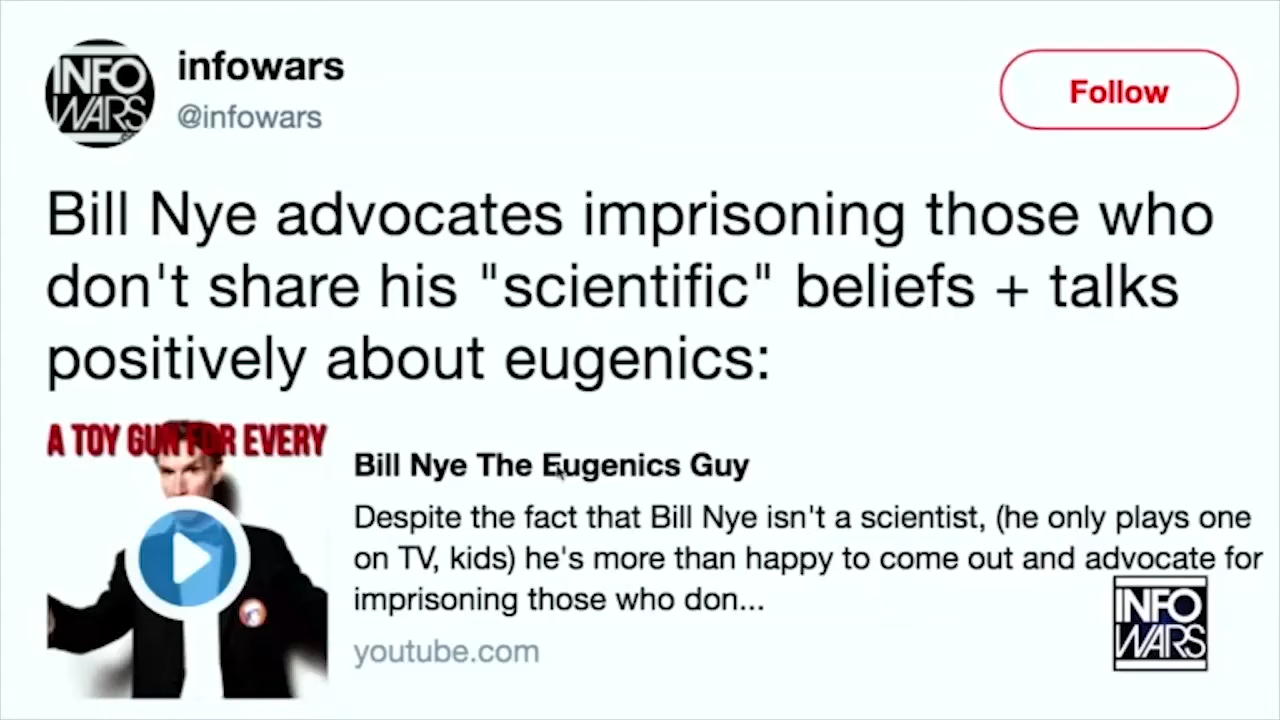 INFO
WARS
infowars
@infowars
Follow
Bill Nye advocates imprisoning those who
don't share his "scientific" beliefs + talks
positively about eugenics:
A TOY GUN FOR EVERY
Bill Nye The Eugenics Guy
Despite the fact that Bill Nye isn't a scientist, (he only plays one
on TV, kids) he's more than happy to come out and advocate for
imprisoning those who don...
youtube.com
INFO
WARS